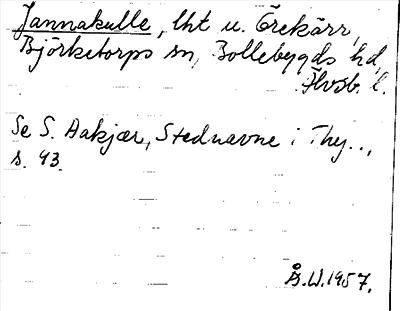 Jannakulle, lht u. Örekärr,
Björketorps sn, Bollebygds hd,
Älvsb. l.
Se S. Aakjær, Stednavne i Thy..,
s. 93.
Å.W. 1957.